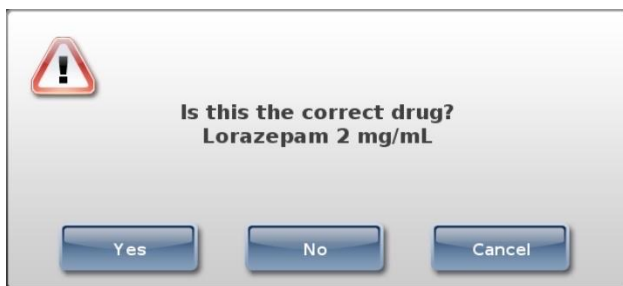 Is this the correct drug?
Lorazepam 2 mg/mL
Yes No Cancel